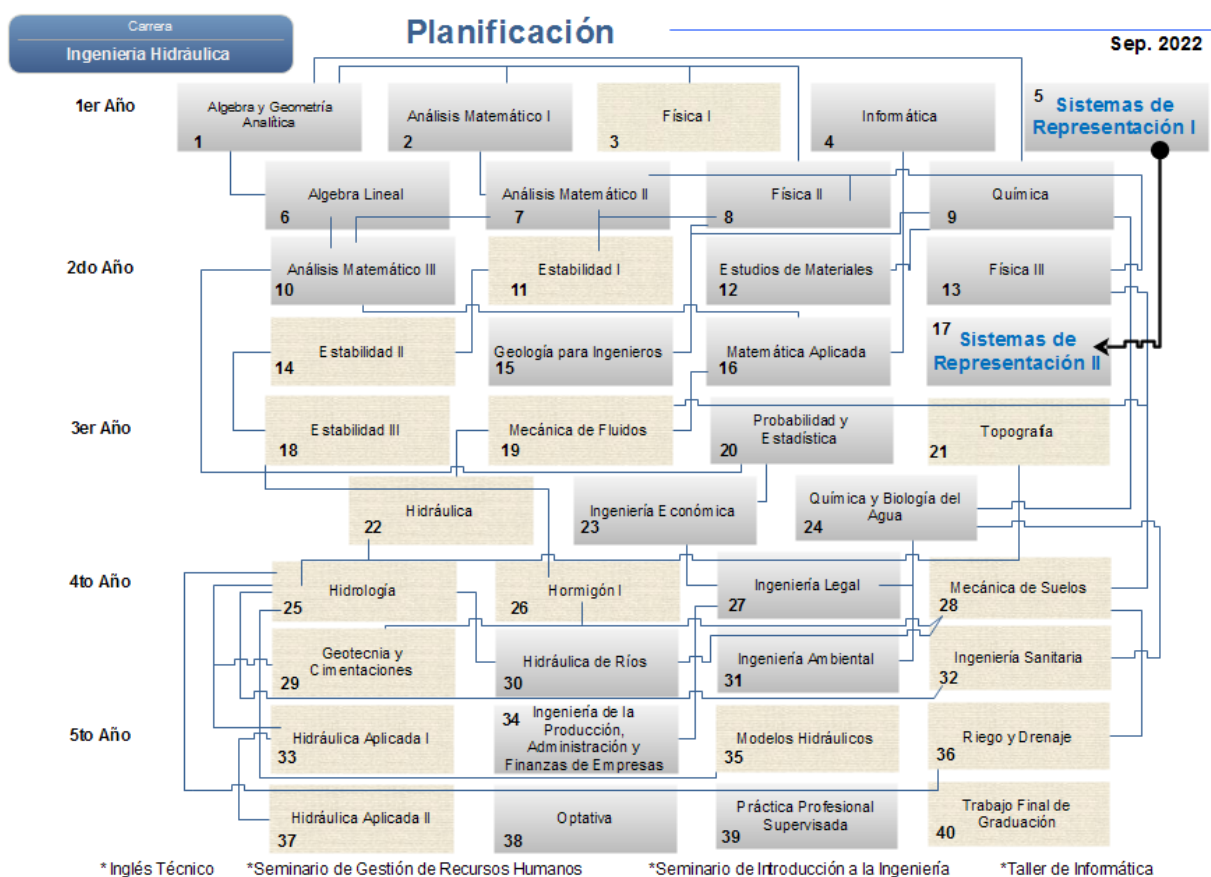 Carrera
Ingeniería Hidráulica
Planificación
Sep. 2022
1er Año
Algebra y Geometría
Analítica
1
Análisis Matemático I
2
Física I
3
Informática
4
5
Sistemas de
Representación I
Algebra Lineal
6
Análisis Matemático II
7
Física II
8
Química
9
2do Año
Análisis Matemático III
10
Estabilidad I
11
Estudios de Materiales
12
Física III
13
Estabilidad II
14
Geología para Ingenieros
15
Matemática Aplicada
16
17
Sistemas de
Representación II
3er Año
Estabilidad III
18
Mecánica de Fluidos
19
Probabilidad y
Estadística
20
Topografía
21
Hidráulica
22
Ingeniería Económica
23
Química y Biología del
Agua
24
4to Año
Hidrología
25
Hormigón I
26
Ingeniería Legal
27
Mecánica de Suelos
28
Geotecnia y
Cimentaciones
29
Hidráulica de Ríos
30
Ingeniería Ambiental
31
Ingeniería Sanitaria
32
5to Año
Hidráulica Aplicada I
33
34
Ingeniería de la
Producción,
Administración y
Finanzas de Empresas
Modelos Hidráulicos
35
Riego y Drenaje
36
Hidráulica Aplicada II
37
Optativa
38
Práctica Profesional
Supervisada
39
Trabajo Final de
Graduación
40
* Inglés Técnico *Seminario de Gestión de Recursos Humanos *Seminario de Introducción a la Ingeniería *Taller de Informática